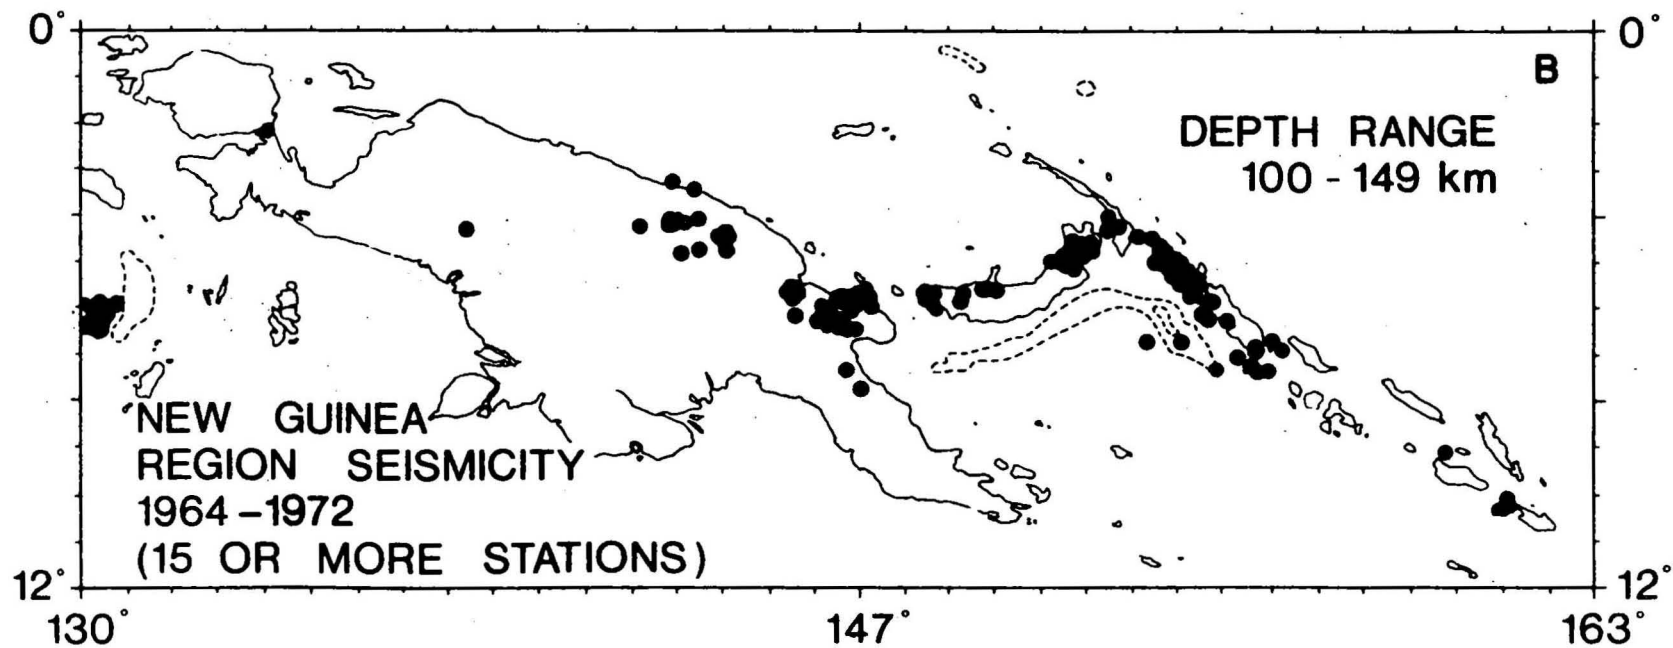 0° 0°
B
DEPTH RANGE
100 - 149 km
NEW GUINEA
REGION SEISMICITY
1964-1972
(15 OR MORE STATIONS)
12° 12°
130° 147° 163°